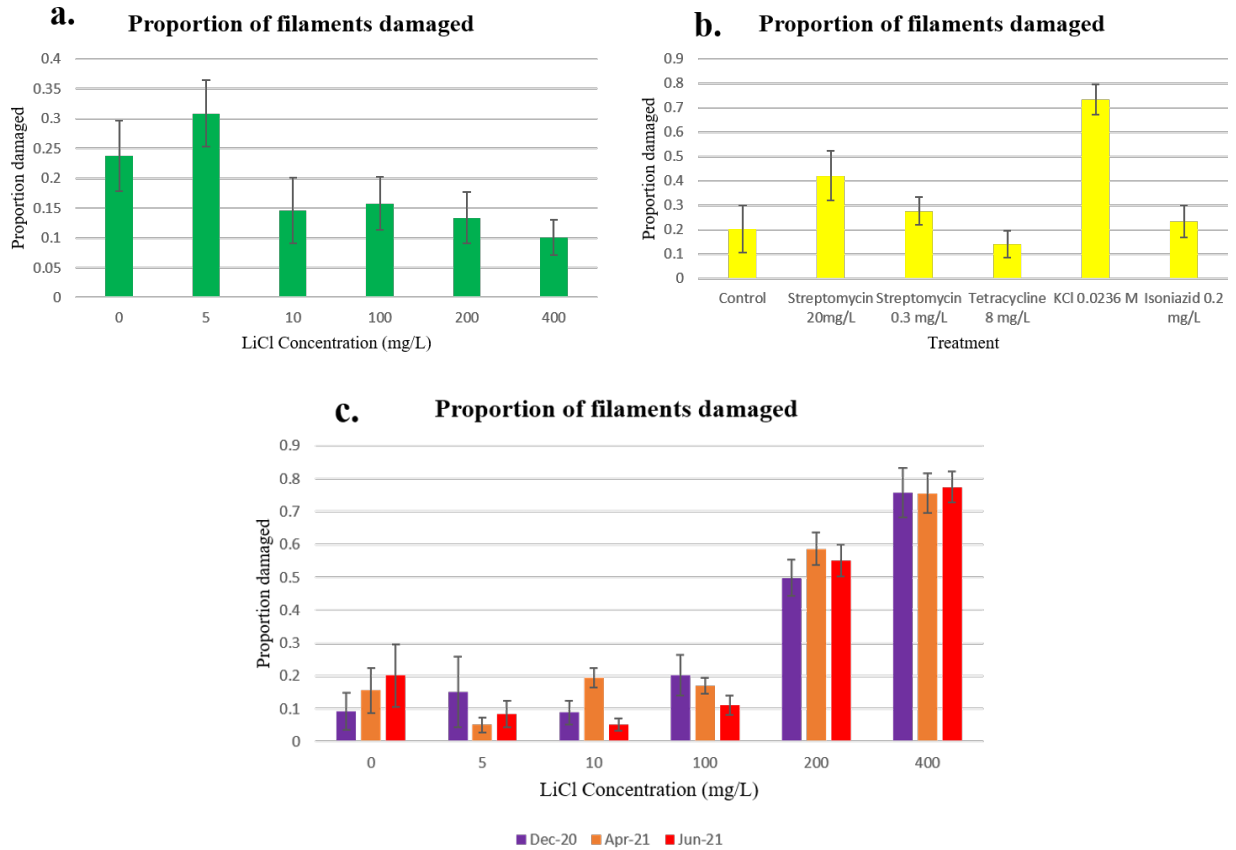 a.
Proportion of filaments damaged
Proportion damaged
0.4
0.35
0.3
0.25
0.2
0.15
0.1
0.05
0
0 5 10 100 200 400
LiCl Concentration (mg/L)
b.
Proportion of filaments damaged
Proportion damaged
0.9
0.8
0.7
0.6
0.5
0.4
0.3
0.2
0.1
0
Control Streptomycin Streptomycin Tetracycline KCl 0.0236 M Isoniazid 0.2
20mg/L 0.3 mg/L 8 mg/L mg/L
Treatment
c.
Proportion of filaments damaged
Proportion damaged
0.9
0.8
0.7
0.6
0.5
0.4
0.3
0.2
0.1
0
0 5 10 100 200 400
LiCl Concentration (mg/L)
Dec-20 Apr-21 Jun-21